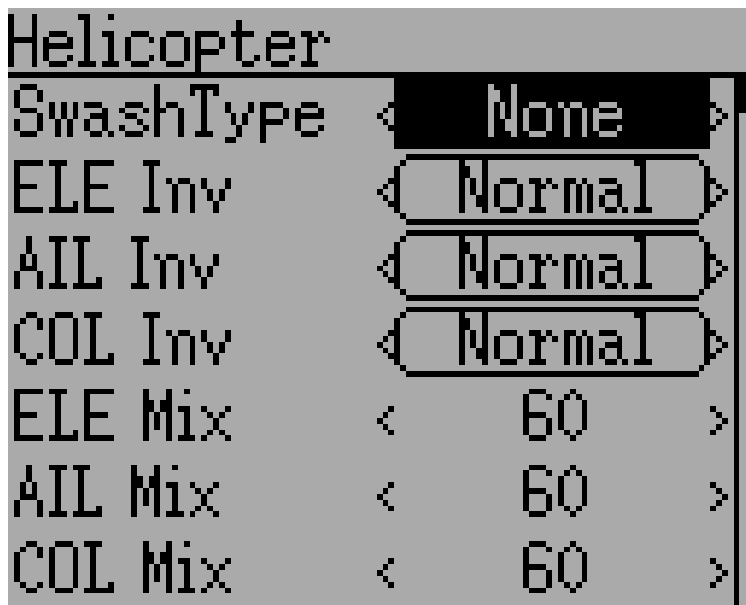 Helicopter
SwashType < None >
ELE Inv < Normal >
AIL Inv < Normal >
COL Inv < Normal >
ELE Mix < 60 >
AIL Mix < 60 >
COL Mix < 60 >